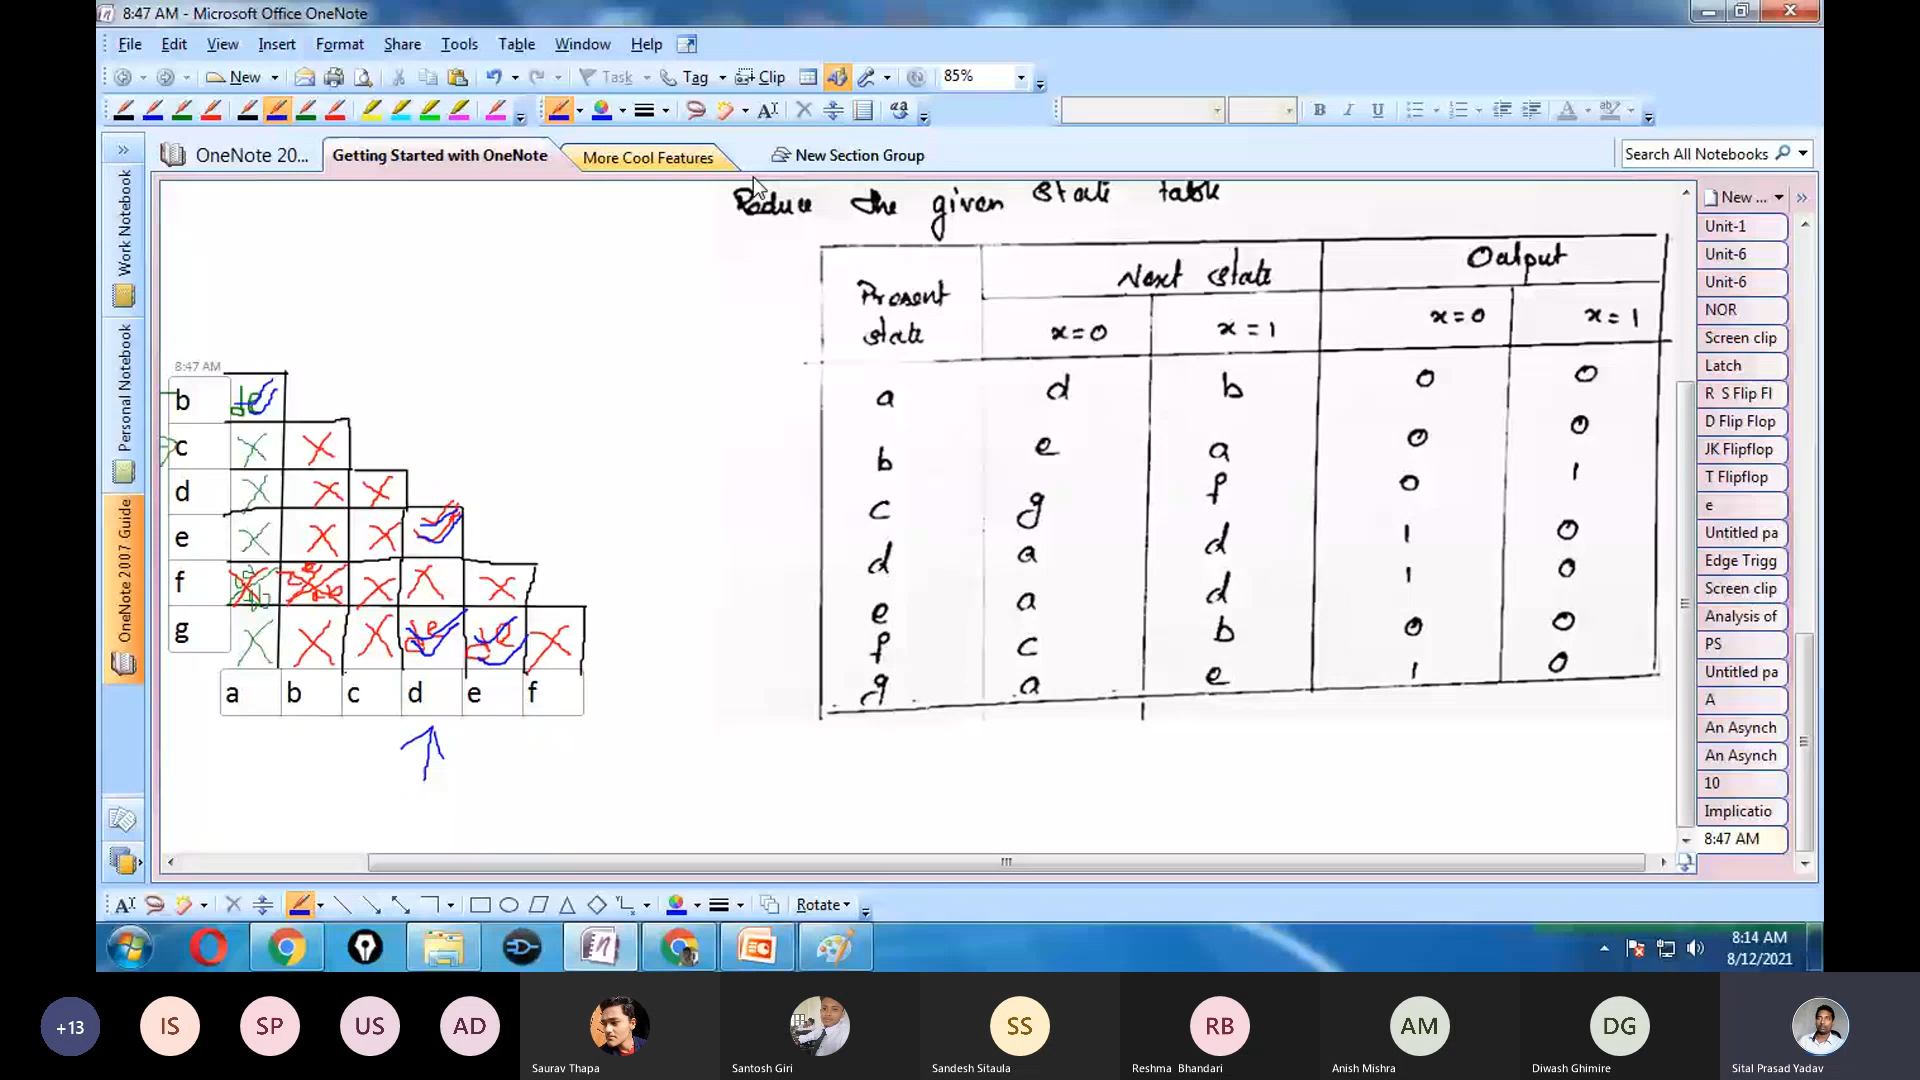 8:47 AM - Microsoft Office OneNote
File Edit View Insert Format Share Tools Table Window Help
New Task Tag Clip 85%
B I U
OneNote 20... Getting Started with OneNote More Cool Features New Section Group Search All Notebooks
Work Notebook
Personal Notebook
OneNote 2007 Guide
Reduce the given state table
Present state Next state Output
x=0 x=1 x=0 x=1
a d b 0 0
b e a 0 0
c g f 0 1
d a d 1 0
e a d 1 0
f c b 0 0
g a e 1 0
8:47 AM
b
c
d
e
f
g
a b c d e f
New ...
Unit-1
Unit-6
Unit-6
NOR
Screen clip
Latch
R S Flip Fl
D Flip Flop
JK Flipflop
T Flipflop
e
Untitled pa
Edge Trigg
Screen clip
Analysis of
PS
Untitled pa
A
An Asynch
An Asynch
10
Implicatio
8:47 AM
Rotate
8:14 AM
8/12/2021
+13 IS SP US AD SS RB AM DG
Saurav Thapa Santosh Giri Sandesh Sitaula Reshma Bhandari Anish Mishra Diwash Ghimire Sital Prasad Yadav